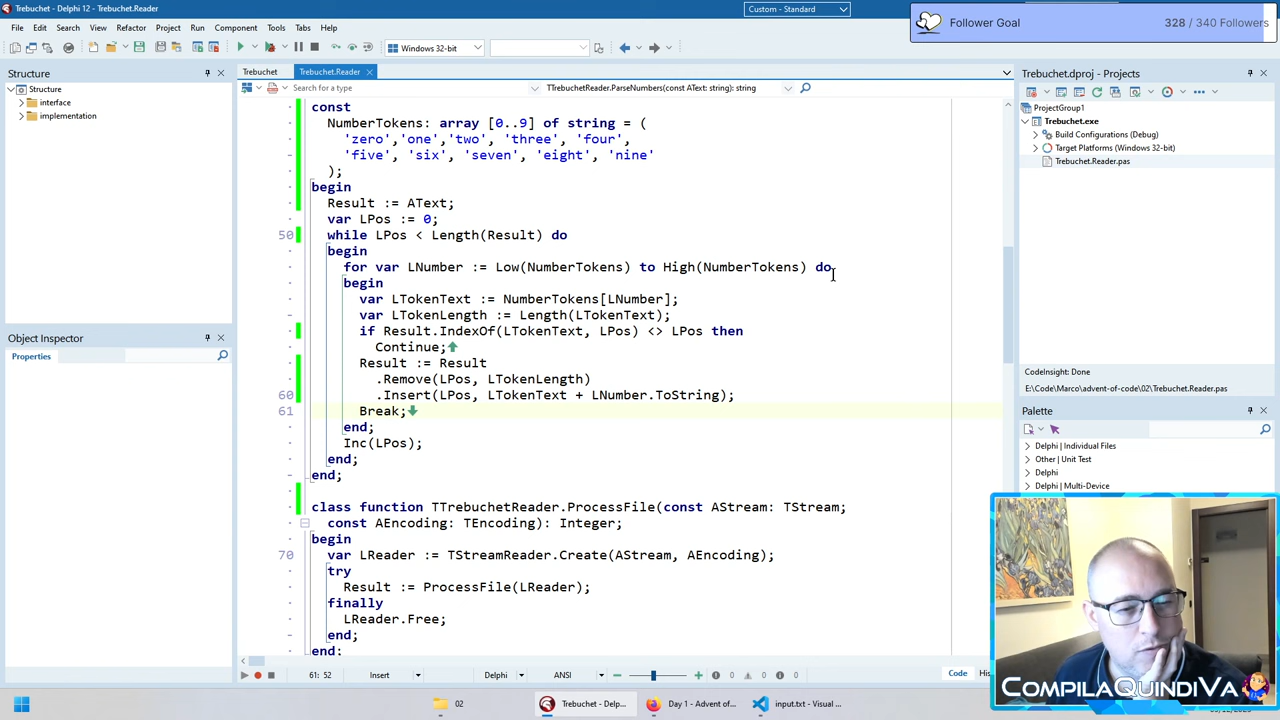 Trebuchet - Delphi 12 - Trebuchet.Reader
Custom - Standard
Follower Goal
328 / 340 Followers
File Edit Search View Refactor Project Run Component Tools Tabs Help
Windows 32-bit
Structure
Structure
interface
implementation
Object Inspector
Properties
Trebuchet
Trebuchet.Reader
Search for a type
TTrebuchetReader.ParseNumbers(const AText: string): string
const
NumberTokens: array [0..9] of string = (
'zero','one','two', 'three', 'four',
'five', 'six', 'seven', 'eight', 'nine'
);
begin
Result := AText;
var LPos := 0;
50 while LPos < Length(Result) do
begin
for var LNumber := Low(NumberTokens) to High(NumberTokens) do
begin
var LTokenText := NumberTokens[LNumber];
var LTokenLength := Length(LTokenText);
if Result.IndexOf(LTokenText, LPos) <> LPos then
Continue;
Result := Result
.Remove(LPos, LTokenLength)
60 .Insert(LPos, LTokenText + LNumber.ToString);
61 Break;
end;
Inc(LPos);
end;
end;
class function TTrebuchetReader.ProcessFile(const AStream: TStream;
const AEncoding: TEncoding): Integer;
begin
70 var LReader := TStreamReader.Create(AStream, AEncoding);
try
Result := ProcessFile(LReader);
finally
LReader.Free;
end;
end;
61: 52
Insert
Delphi
ANSI
0
0
0
Code
His
Trebuchet.dproj - Projects
ProjectGroup1
Trebuchet.exe
Build Configurations (Debug)
Target Platforms (Windows 32-bit)
Trebuchet.Reader.pas
CodeInsight: Done
E:\Code\Marco\advent-of-code\02\Trebuchet.Reader.pas
Palette
Delphi | Individual Files
Other | Unit Test
Delphi
Delphi | Multi-Device
COMPILAQUINDIVA
02
Trebuchet - Delp...
Day 1 - Advent of...
input.txt - Visual ...